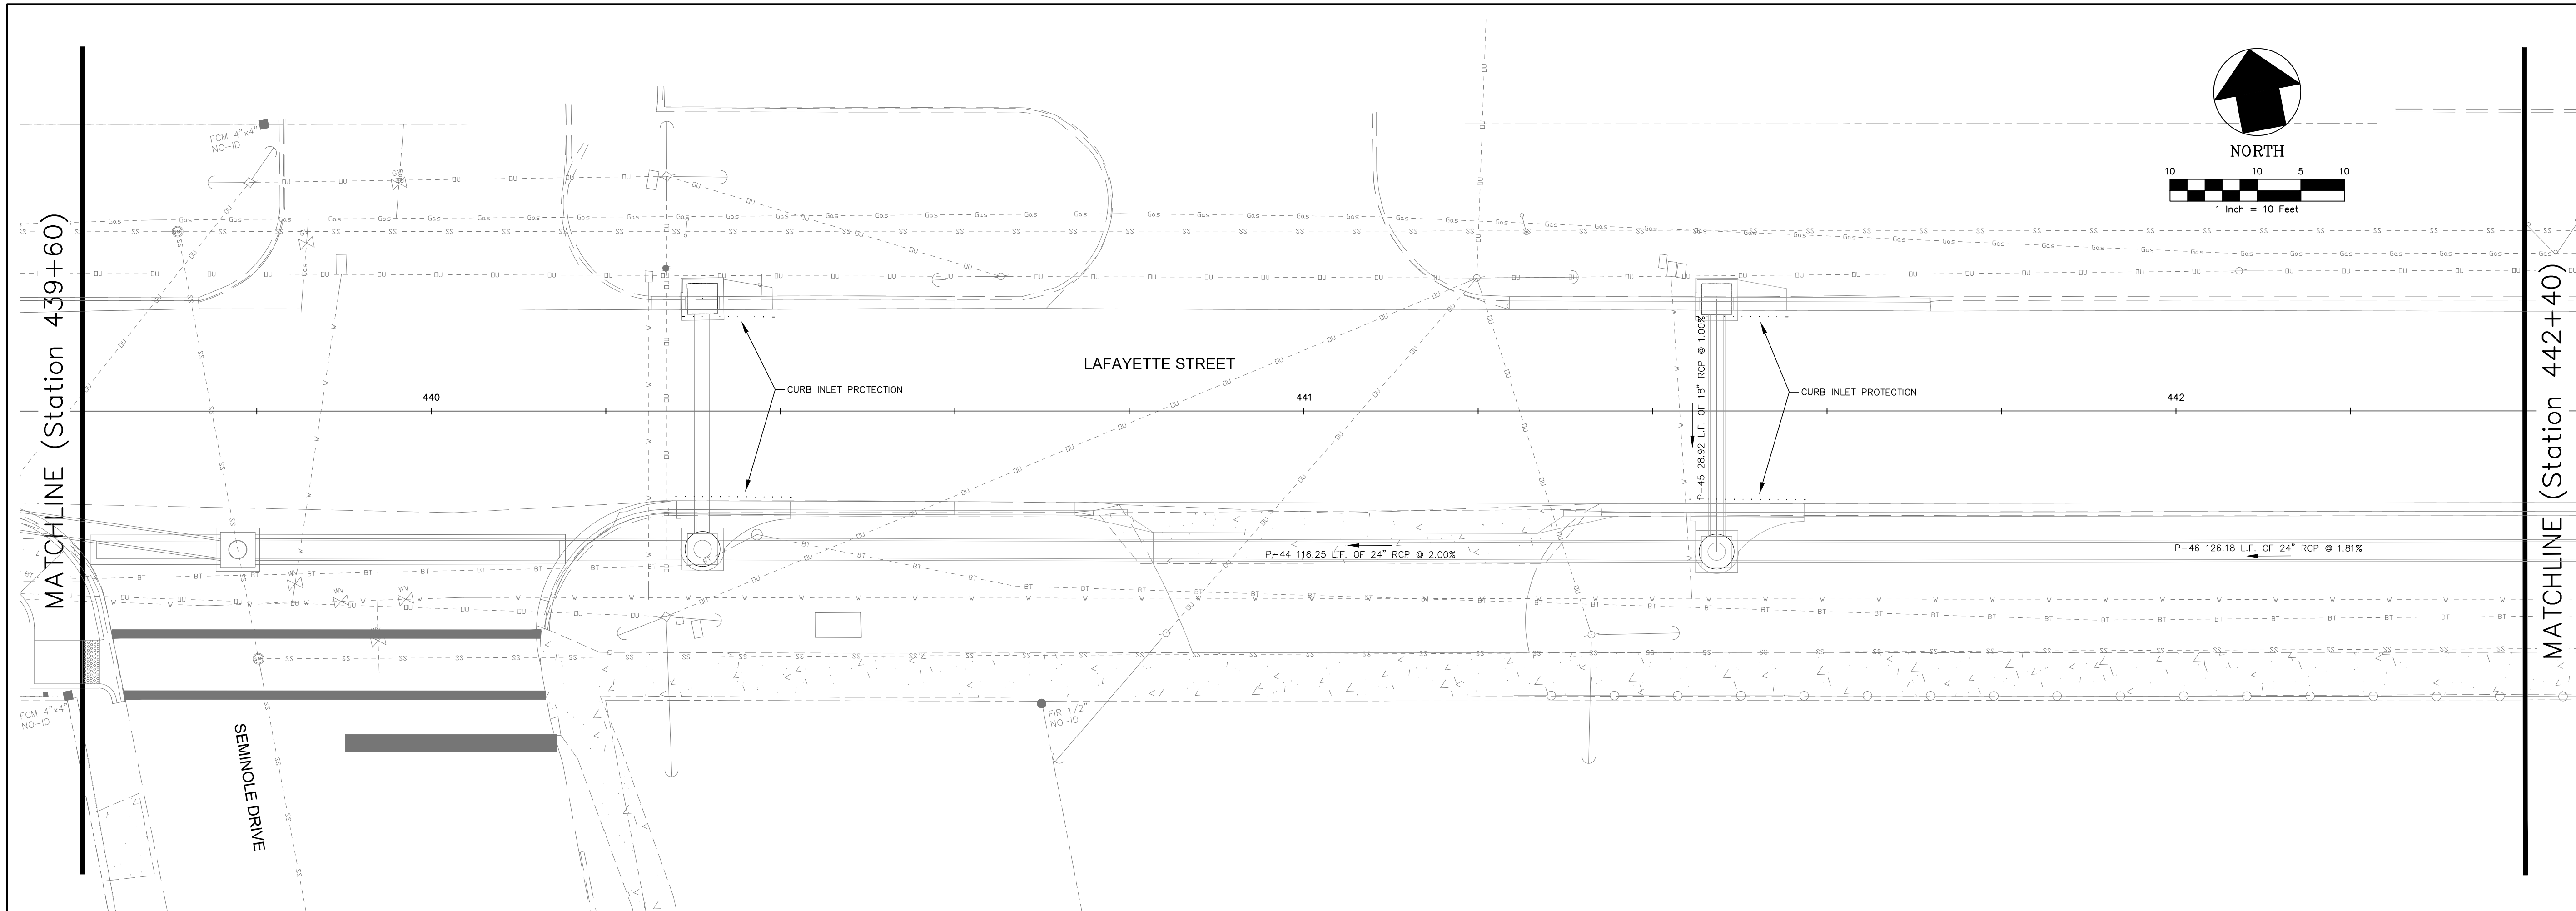 MATCHLINE (Station 439+60)
FCM 4"x4"
NO-ID
NORTH
10 10 5 10
1 Inch = 10 Feet
LAFAYETTE STREET
CURB INLET PROTECTION
CURB INLET PROTECTION
440
441
442
P-45 28.92 L.F. OF 18" RCP @ 1.00%
P-44 116.25 L.F. OF 24" RCP @ 2.00%
P-46 126.18 L.F. OF 24" RCP @ 1.81%
WV
WV
WV
FCM 4"x4"
NO-ID
FIR 1/2"
NO-ID
SEMINOLE DRIVE
MATCHLINE (Station 442+40)